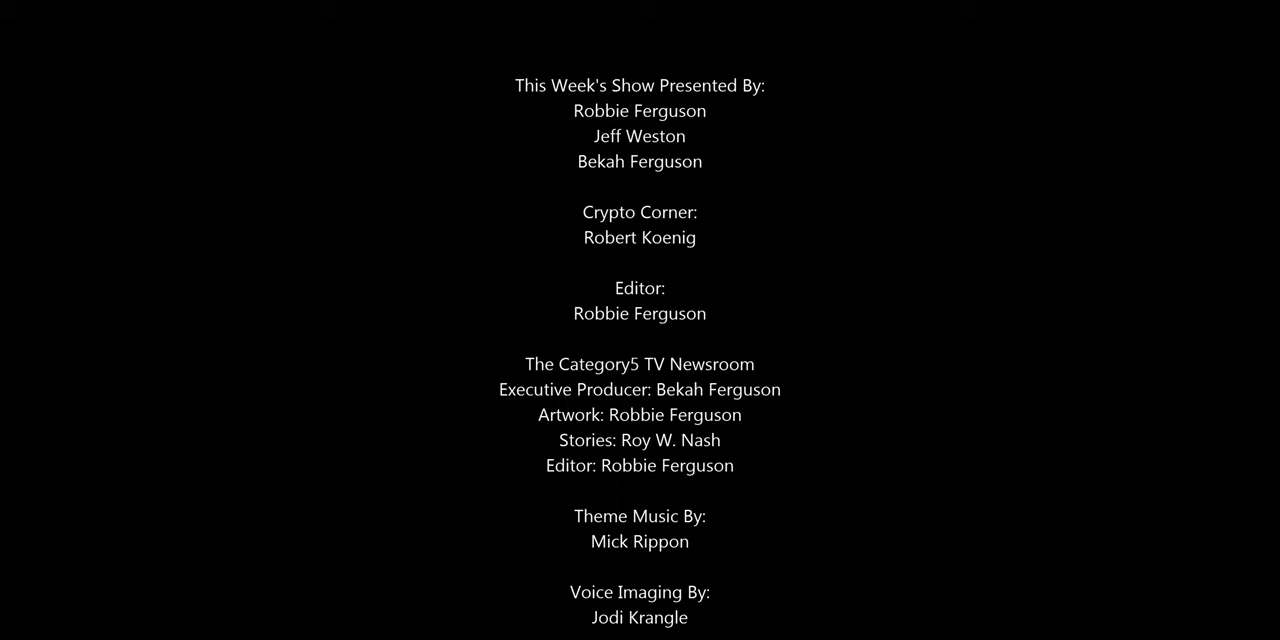 This Week's Show Presented By:
Robbie Ferguson
Jeff Weston
Bekah Ferguson
Crypto Corner:
Robert Koenig
Editor:
Robbie Ferguson
The Category5 TV Newsroom
Executive Producer: Bekah Ferguson
Artwork: Robbie Ferguson
Stories: Roy W. Nash
Editor: Robbie Ferguson
Theme Music By:
Mick Rippon
Voice Imaging By:
Jodi Krangle